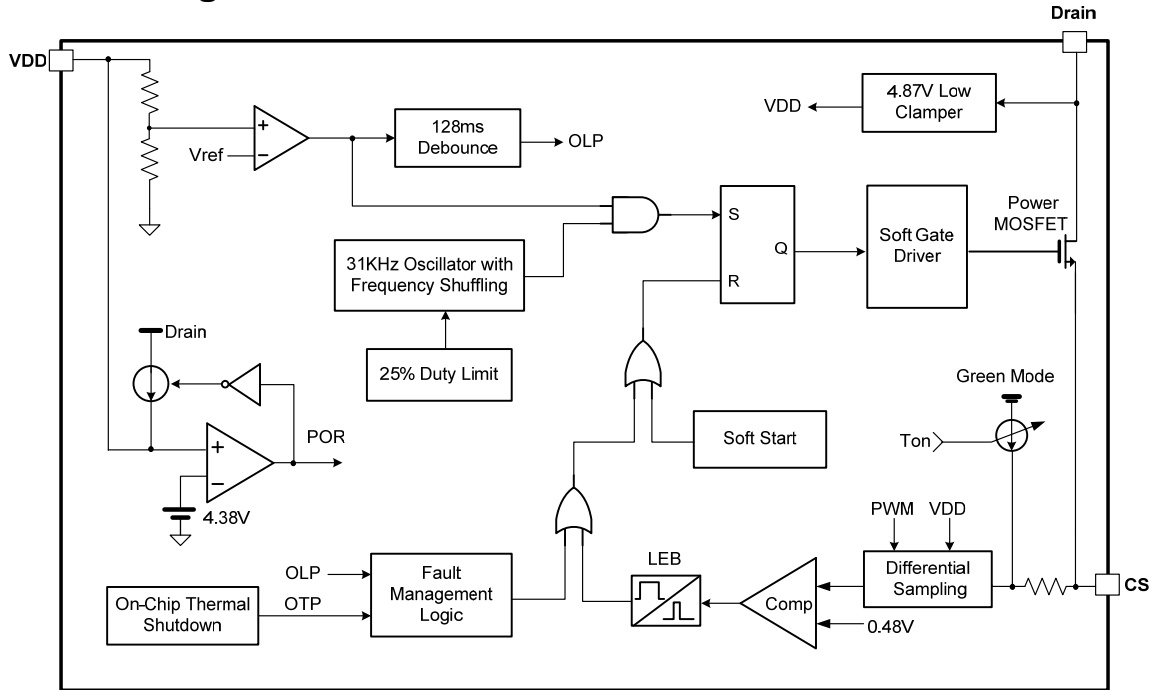 Drain
VDD
4.87V Low
Clamper
VDD
+
128ms
Debounce
OLP
Vref
−
Power
MOSFET
S
Q
R
Soft Gate
Driver
31KHz Oscillator with
Frequency Shuffling
Drain
25% Duty Limit
Green Mode
POR
Soft Start
Ton
+
−
4.38V
PWM
VDD
LEB
OLP
Fault
Management
Logic
Differential
Sampling
CS
On-Chip Thermal
Shutdown
OTP
Comp
0.48V